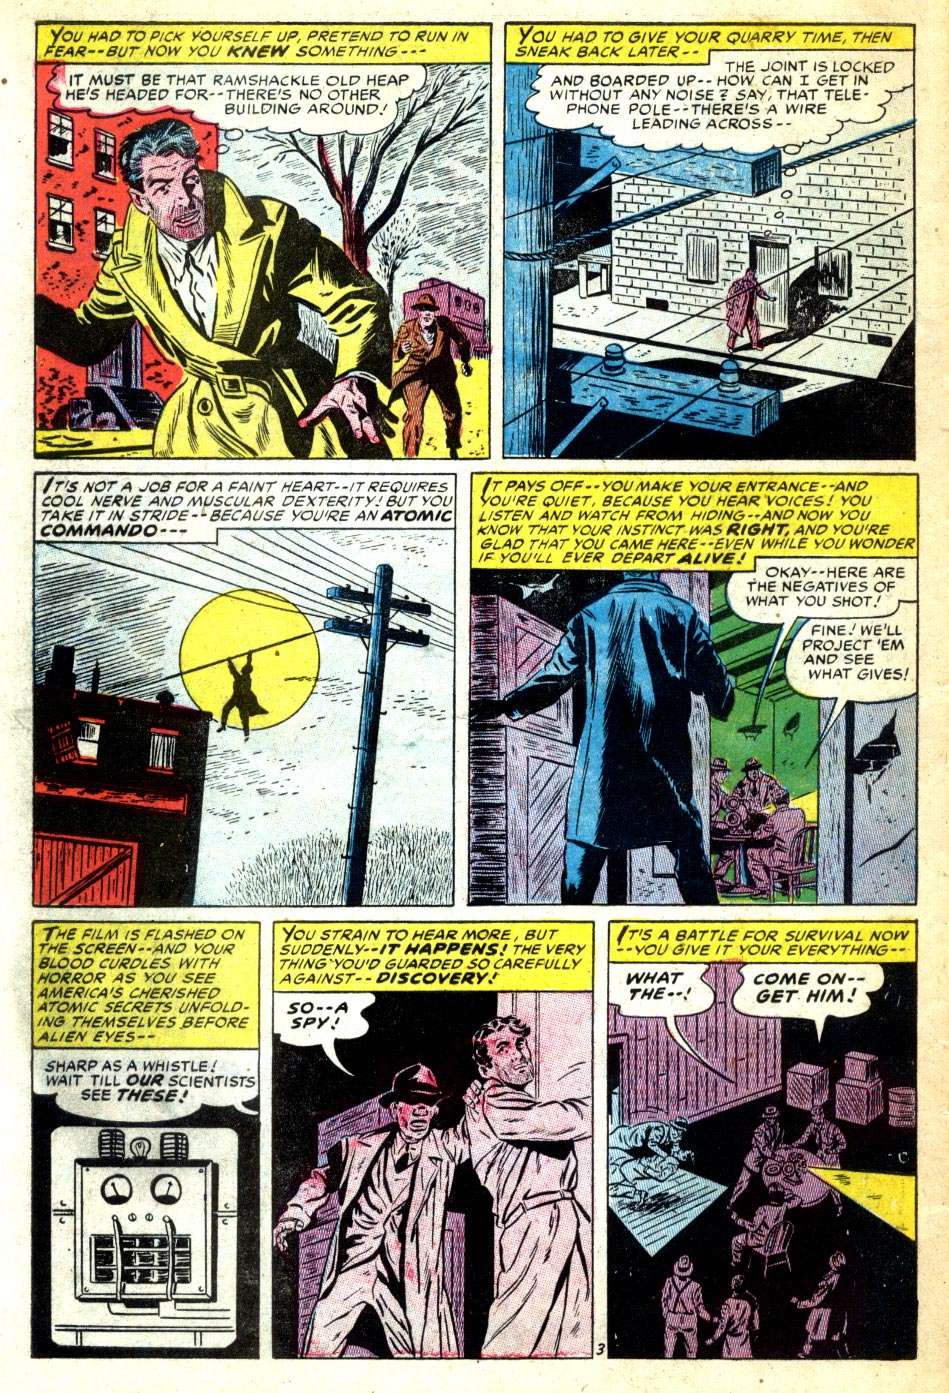 YOU HAD TO PICK YOURSELF UP, PRETEND TO RUN IN
FEAR--BUT NOW YOU KNEW SOMETHING---
IT MUST BE THAT RAMSHACKLE OLD HEAP
HE'S HEADED FOR--THERE'S NO OTHER
BUILDING AROUND!
YOU HAD TO GIVE YOUR QUARRY TIME, THEN
SNEAK BACK LATER--
THE JOINT IS LOCKED
AND BOARDED UP--HOW CAN I GET IN
WITHOUT ANY NOISE? SAY, THAT TELE-
PHONE POLE--THERE'S A WIRE
LEADING ACROSS--
IT'S NOT A JOB FOR A FAINT HEART--IT REQUIRES
COOL NERVE AND MUSCULAR DEXTERITY! BUT YOU
TAKE IT IN STRIDE--BECAUSE YOU'RE AN ATOMIC
COMMANDO---
IT PAYS OFF--YOU MAKE YOUR ENTRANCE--AND
YOU'RE QUIET, BECAUSE YOU HEAR VOICES! YOU
LISTEN AND WATCH FROM HIDING--AND NOW YOU
KNOW THAT YOUR INSTINCT WAS RIGHT, AND YOU'RE
GLAD THAT YOU CAME HERE--EVEN WHILE YOU WONDER
IF YOU'LL EVER DEPART ALIVE!
OKAY--HERE ARE
THE NEGATIVES OF
WHAT YOU SHOT!
FINE! WE'LL
PROJECT 'EM
AND SEE
WHAT GIVES!
THE FILM IS FLASHED ON
THE SCREEN--AND YOUR
BLOOD CURDLES WITH
HORROR AS YOU SEE
AMERICA'S CHERISHED
ATOMIC SECRETS UNFOLD-
ING THEMSELVES BEFORE
ALIEN EYES--
SHARP AS A WHISTLE!
WAIT TILL OUR SCIENTISTS
SEE THESE!
YOU STRAIN TO HEAR MORE, BUT
SUDDENLY--IT HAPPENS! THE VERY
THING YOU'D GUARDED SO CAREFULLY
AGAINST--DISCOVERY!
SO--A
SPY!
IT'S A BATTLE FOR SURVIVAL NOW
--YOU GIVE IT YOUR EVERYTHING--
WHAT
THE--!
COME ON--
GET HIM!
3